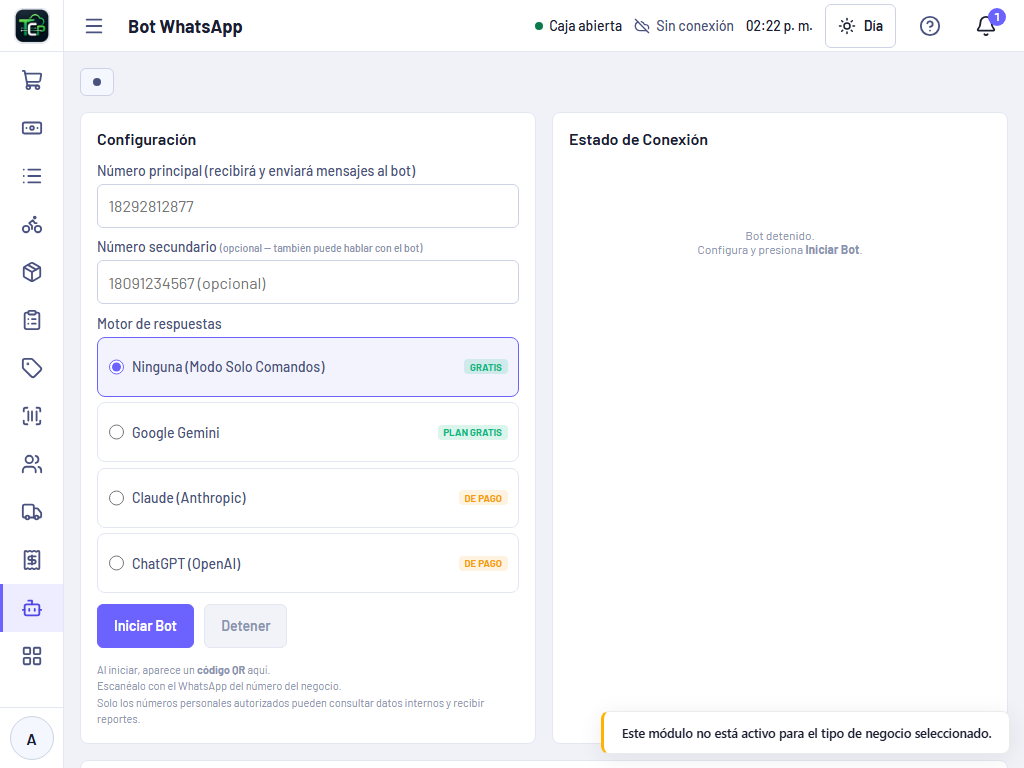 TCP
Bot WhatsApp
Caja abierta
Sin conexión
02:22 p. m.
Día
1
Configuración
Número principal (recibirá y enviará mensajes al bot)
18292812877
Número secundario (opcional — también puede hablar con el bot)
18091234567 (opcional)
Motor de respuestas
Ninguna (Modo Solo Comandos)
GRATIS
Google Gemini
PLAN GRATIS
Claude (Anthropic)
DE PAGO
ChatGPT (OpenAI)
DE PAGO
Iniciar Bot
Detener
Al iniciar, aparece un código QR aquí.
Escanéalo con el WhatsApp del número del negocio.
Solo los números personales autorizados pueden consultar datos internos y recibir
reportes.
Estado de Conexión
Bot detenido.
Configura y presiona Iniciar Bot.
A
Este módulo no está activo para el tipo de negocio seleccionado.